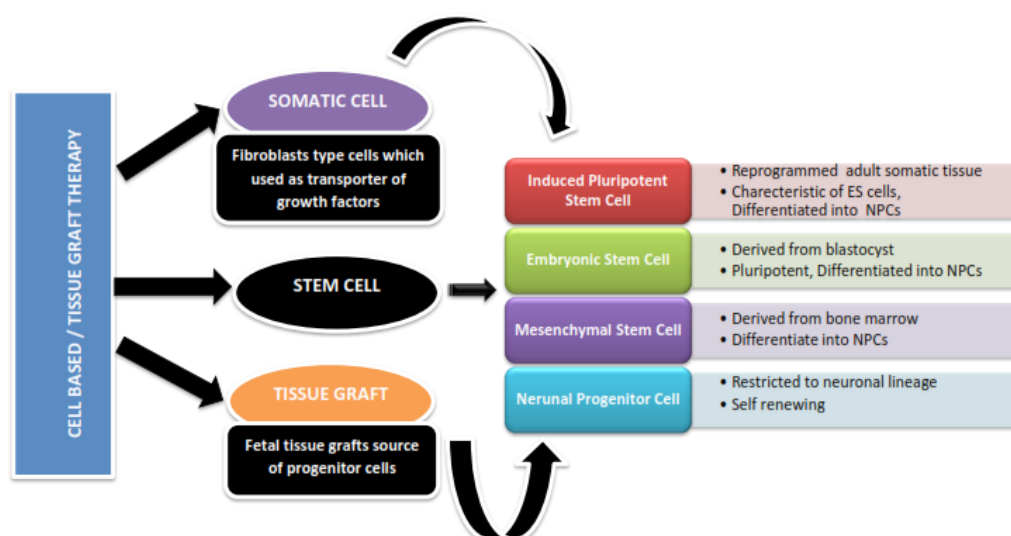 CELL BASED / TISSUE GRAFT THERAPY
SOMATIC CELL
Fibroblasts type cells which
used as transporter of
growth factors
STEM CELL
TISSUE GRAFT
Fetal tissue grafts source
of progenitor cells
Induced Pluripotent
Stem Cell
• Reprogrammed adult somatic tissue
• Charecteristic of ES cells,
Differentiated into NPCs
Embryonic Stem Cell
• Derived from blastocyst
• Pluripotent, Differentiated into NPCs
Mesenchymal Stem Cell
• Derived from bone marrow
• Differentiate into NPCs
Nerunal Progenitor Cell
• Restricted to neuronal lineage
• Self renewing